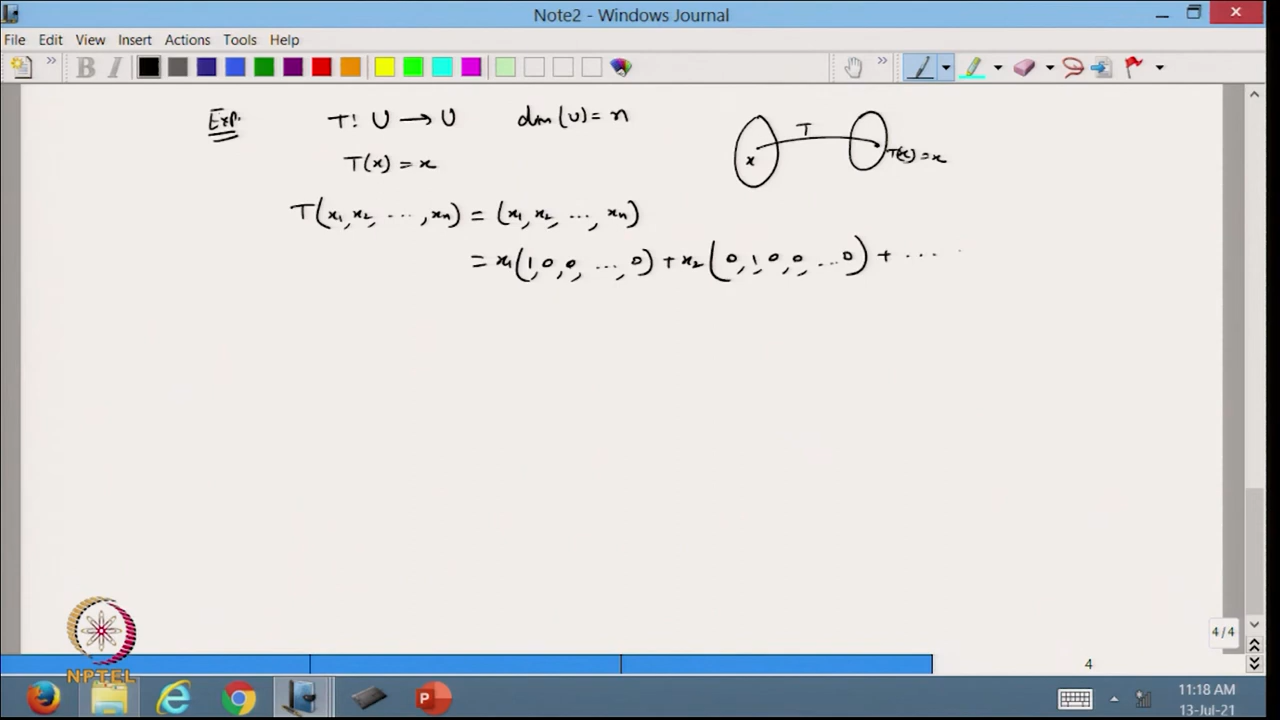 Note2 - Windows Journal
File Edit View Insert Actions Tools Help
Exp. T: U → U dim(U) = n
T
T(x) = x
x T(x) = x
T(x₁, x₂, ..., xₙ) = (x₁, x₂, ..., xₙ)
= x₁(1, 0, 0, ..., 0) + x₂(0, 1, 0, 0, ... 0) + ....
4 / 4
4
NPTEL
11:18 AM
13-Jul-21